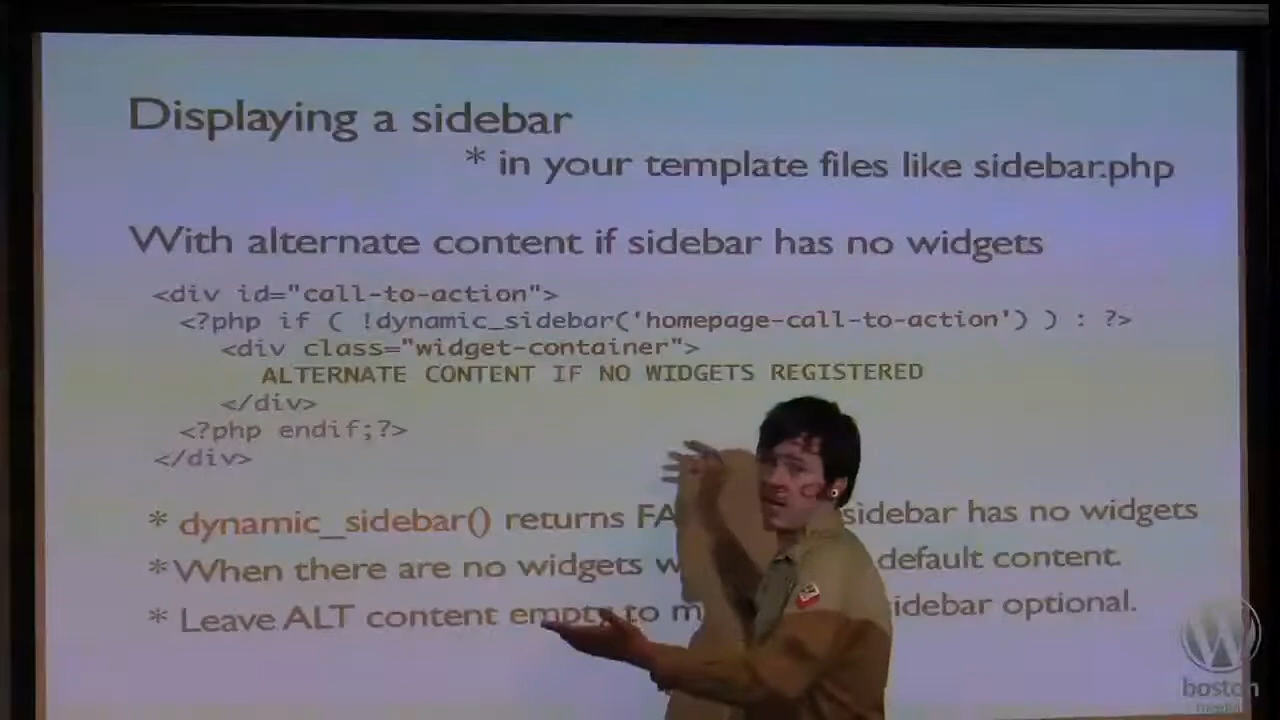 Displaying a sidebar
* in your template files like sidebar.php
With alternate content if sidebar has no widgets
<div id="call-to-action">
<?php if ( !dynamic_sidebar('homepage-call-to-action') ) : ?>
<div class="widget-container">
ALTERNATE CONTENT IF NO WIDGETS REGISTERED
</div>
<?php endif;?>
</div>
* dynamic_sidebar() returns sidebar has no widgets
* When there are no widgets default content.
* Leave ALT content empty to sidebar optional.
boston